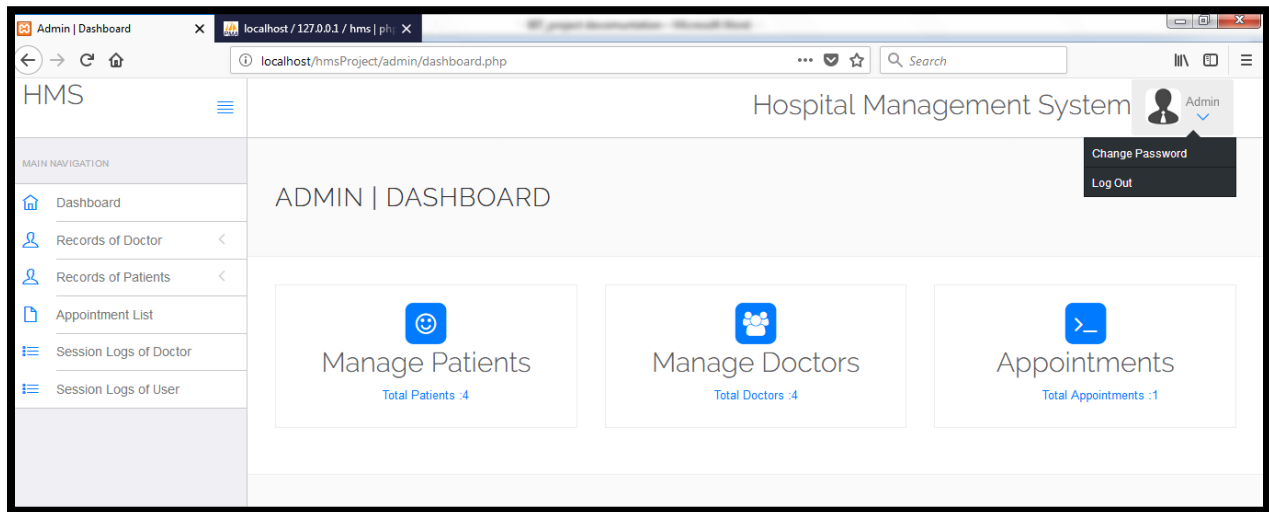 Admin | Dashboard
localhost / 127.0.0.1 / hms | ph
localhost/hmsProject/admin/dashboard.php
Search
HMS
Hospital Management System
Admin
Change Password
Log Out
MAIN NAVIGATION
Dashboard
Records of Doctor
Records of Patients
Appointment List
Session Logs of Doctor
Session Logs of User
ADMIN | DASHBOARD
Manage Patients
Total Patients :4
Manage Doctors
Total Doctors :4
Appointments
Total Appointments :1